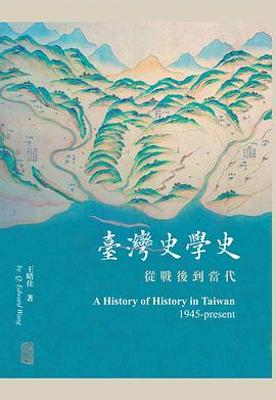 臺灣史學史
從戰後到當代
A History of History in Taiwan
1945-present
王晴佳 著
by Q. Edward Wang